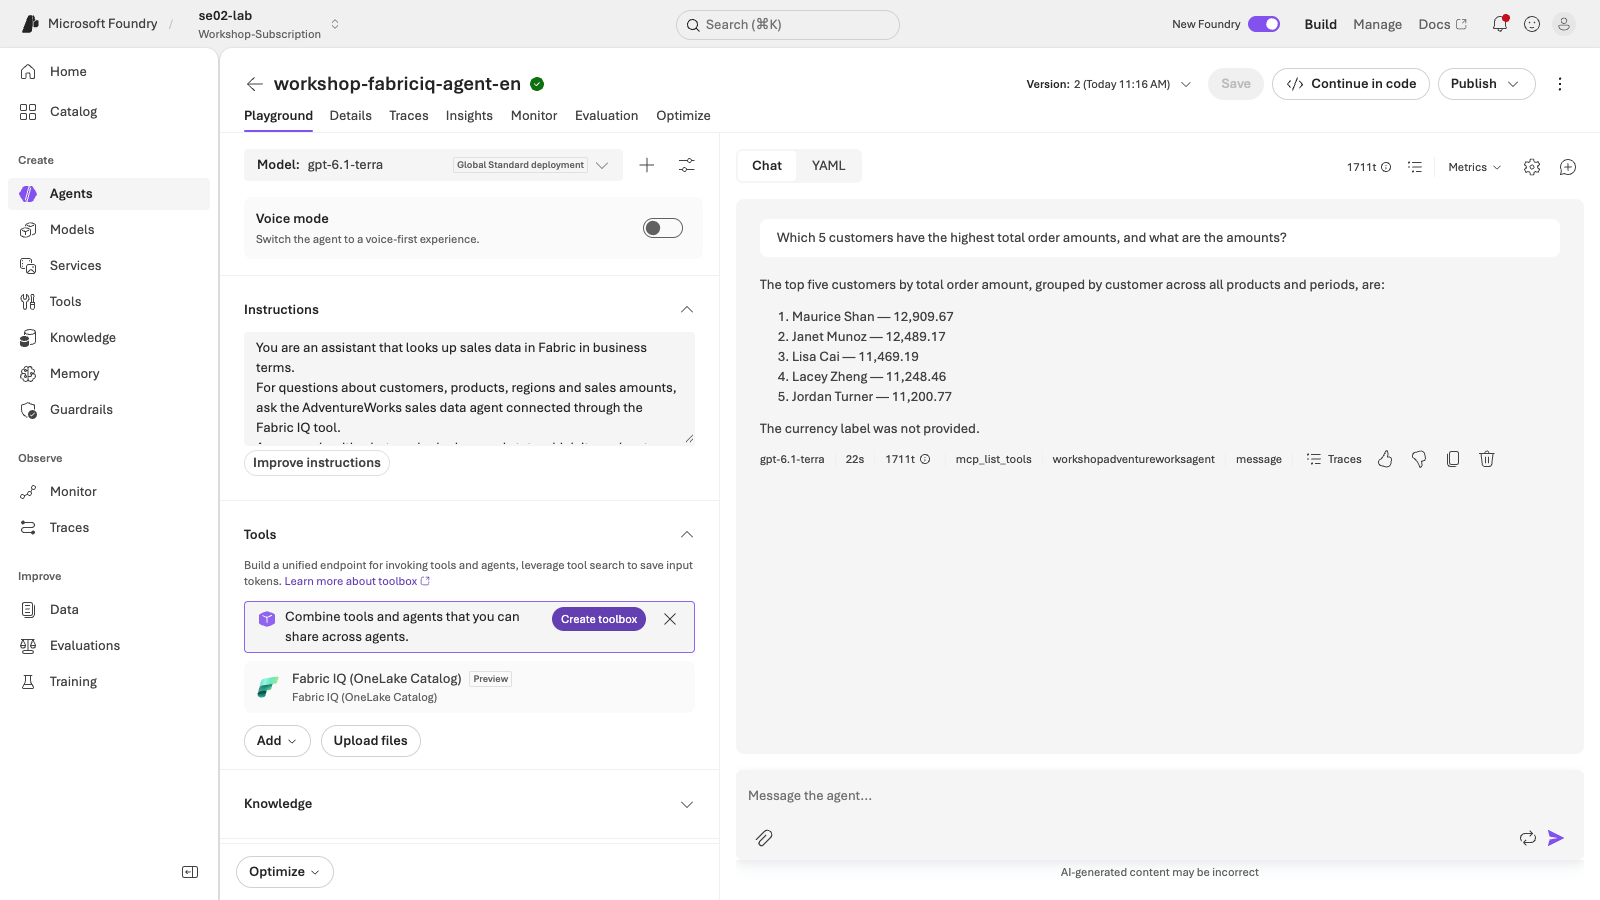 Microsoft Foundry
/
se02-lab
Workshop-Subscription
Search (⌘K)
New Foundry
Build
Manage
Docs
Home
Catalog
Create
Agents
Models
Services
Tools
Knowledge
Memory
Guardrails
Observe
Monitor
Traces
Improve
Data
Evaluations
Training
workshop-fabriciq-agent-en
Version: 2 (Today 11:16 AM)
Save
Continue in code
Publish
Playground
Details
Traces
Insights
Monitor
Evaluation
Optimize
Model: gpt-6.1-terra
Global Standard deployment
Voice mode
Switch the agent to a voice-first experience.
Instructions
You are an assistant that looks up sales data in Fabric in business
terms.
For questions about customers, products, regions and sales amounts,
ask the AdventureWorks sales data agent connected through the
Fabric IQ tool.
Improve instructions
Tools
Build a unified endpoint for invoking tools and agents, leverage tool search to save input
tokens. Learn more about toolbox
Combine tools and agents that you can
share across agents.
Create toolbox
Fabric IQ (OneLake Catalog)
Preview
Fabric IQ (OneLake Catalog)
Add
Upload files
Knowledge
Optimize
Chat
YAML
1711t
Metrics
Which 5 customers have the highest total order amounts, and what are the amounts?
The top five customers by total order amount, grouped by customer across all products and periods, are:
1. Maurice Shan — 12,909.67
2. Janet Munoz — 12,489.17
3. Lisa Cai — 11,469.19
4. Lacey Zheng — 11,248.46
5. Jordan Turner — 11,200.77
The currency label was not provided.
gpt-6.1-terra
22s
1711t
mcp_list_tools
workshopadventureworksagent
message
Traces
Message the agent...
AI-generated content may be incorrect